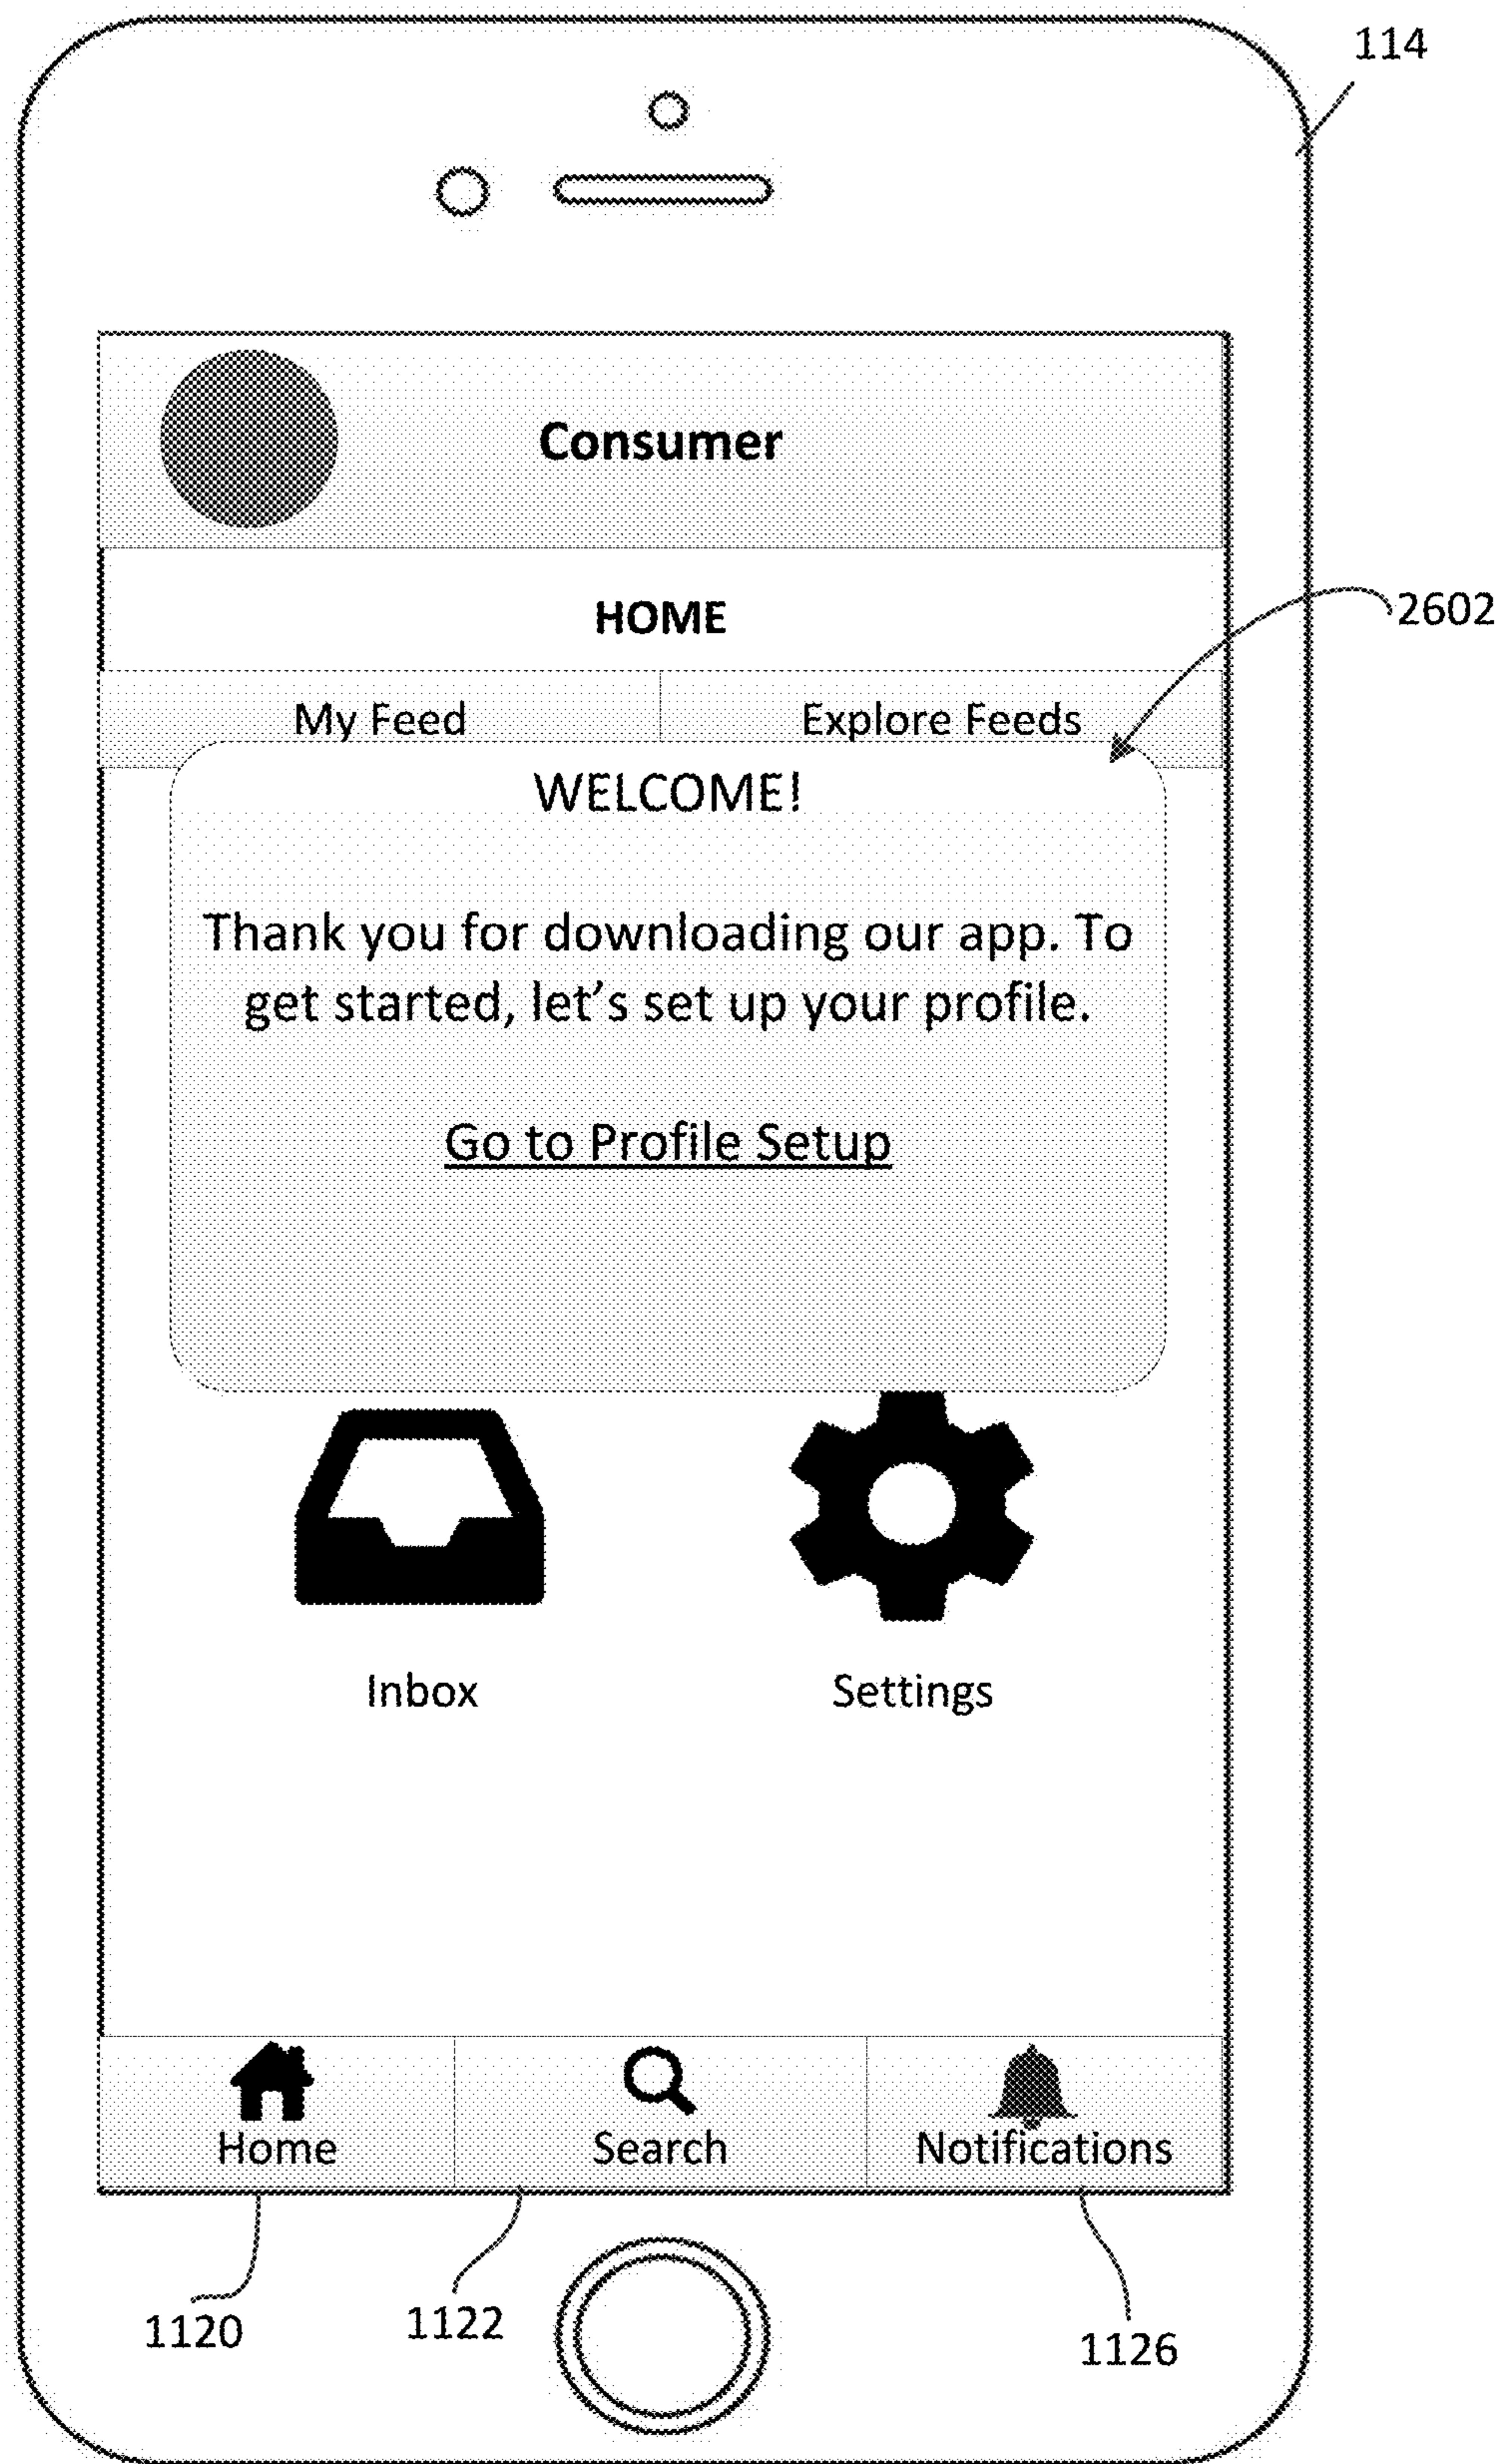 114
Consumer
HOME
2602
My Feed
Explore Feeds
WELCOME!
Thank you for downloading our app. To
get started, let's set up your profile.
Go to Profile Setup
Inbox
Settings
Home
Search
Notifications
1120
1122
1126